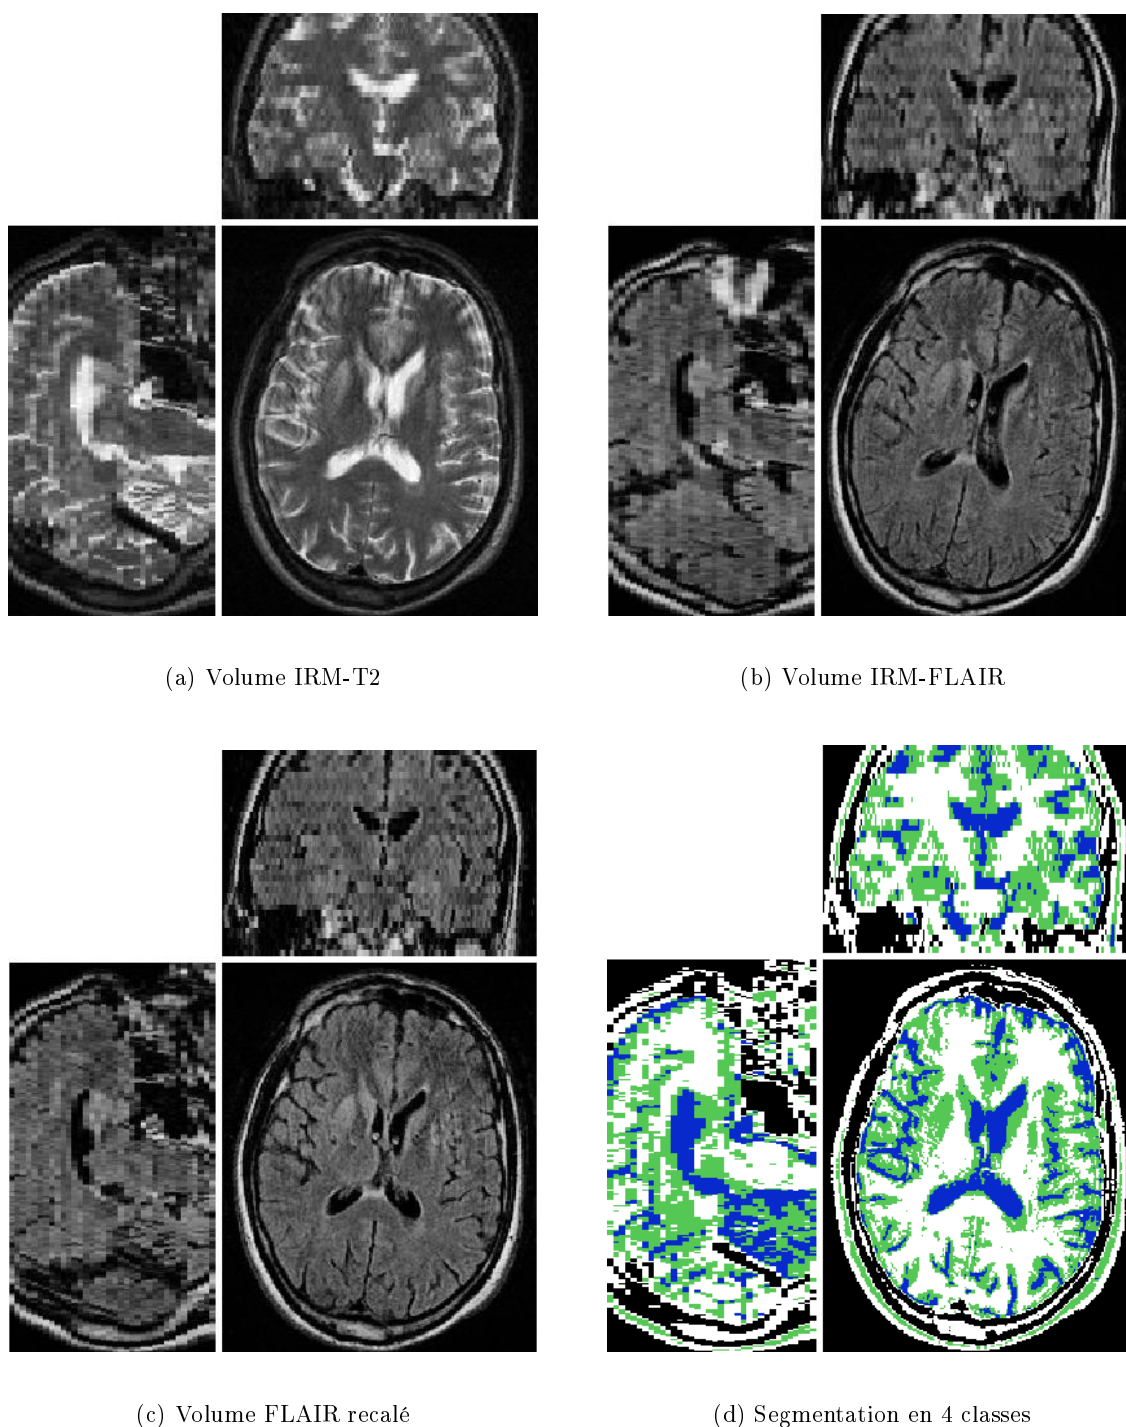 (a) Volume IRM-T2
(b) Volume IRM-FLAIR
(c) Volume FLAIR recalé
(d) Segmentation en 4 classes